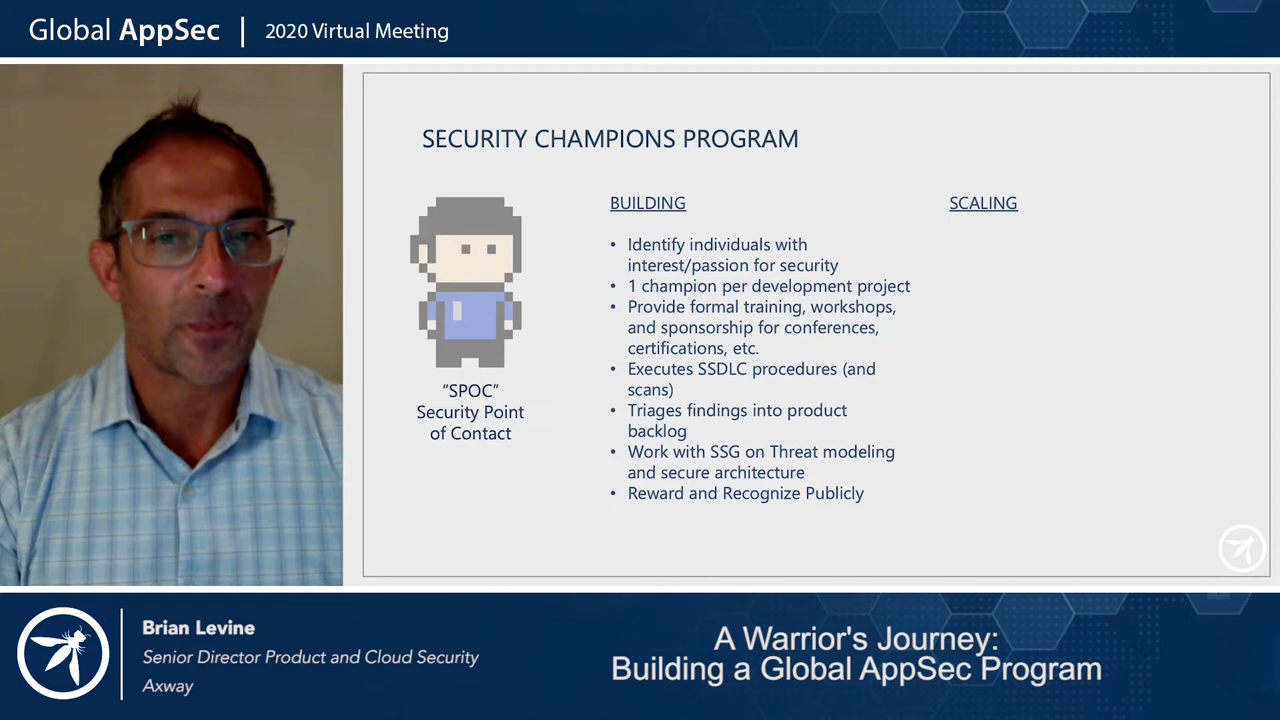 Global AppSec | 2020 Virtual Meeting
SECURITY CHAMPIONS PROGRAM
"SPOC"
Security Point
of Contact
BUILDING
• Identify individuals with
interest/passion for security
• 1 champion per development project
• Provide formal training, workshops,
and sponsorship for conferences,
certifications, etc.
• Executes SSDLC procedures (and
scans)
• Triages findings into product
backlog
• Work with SSG on Threat modeling
and secure architecture
• Reward and Recognize Publicly
SCALING
Brian Levine
Senior Director Product and Cloud Security
Axway
A Warrior's Journey:
Building a Global AppSec Program